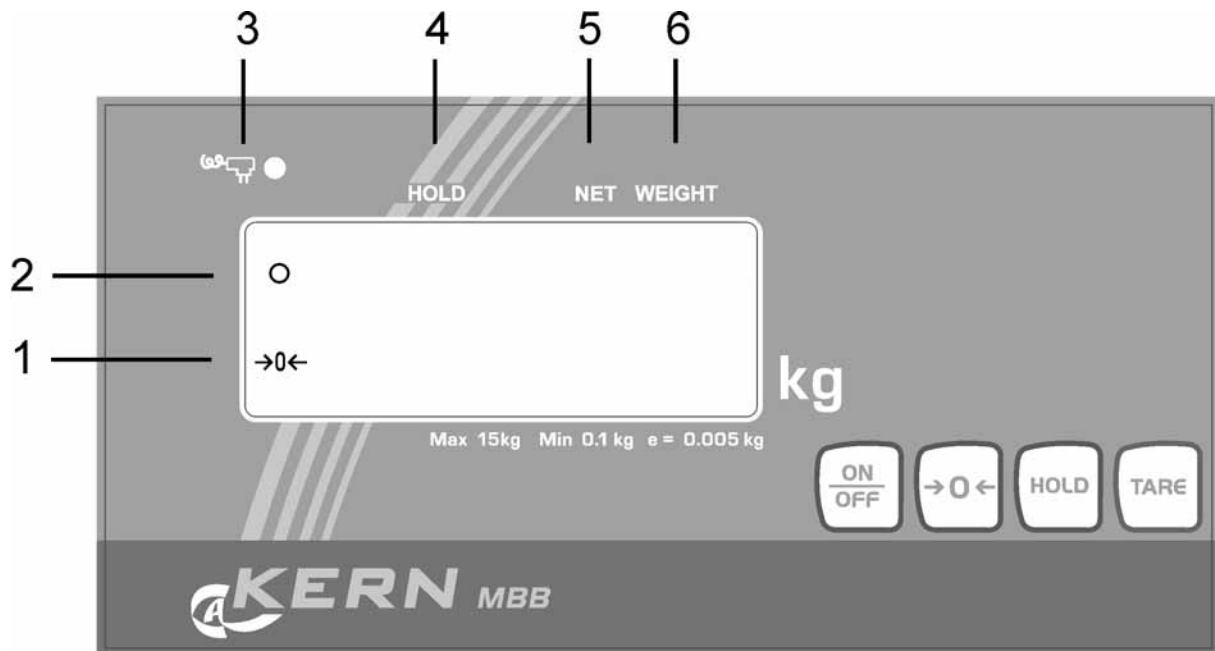 3 4 5 6
HOLD NET WEIGHT
2
→0←
1
kg
Max 15kg Min 0.1 kg e = 0.005 kg
ON
OFF
→0← HOLD TARE
KERN MBB